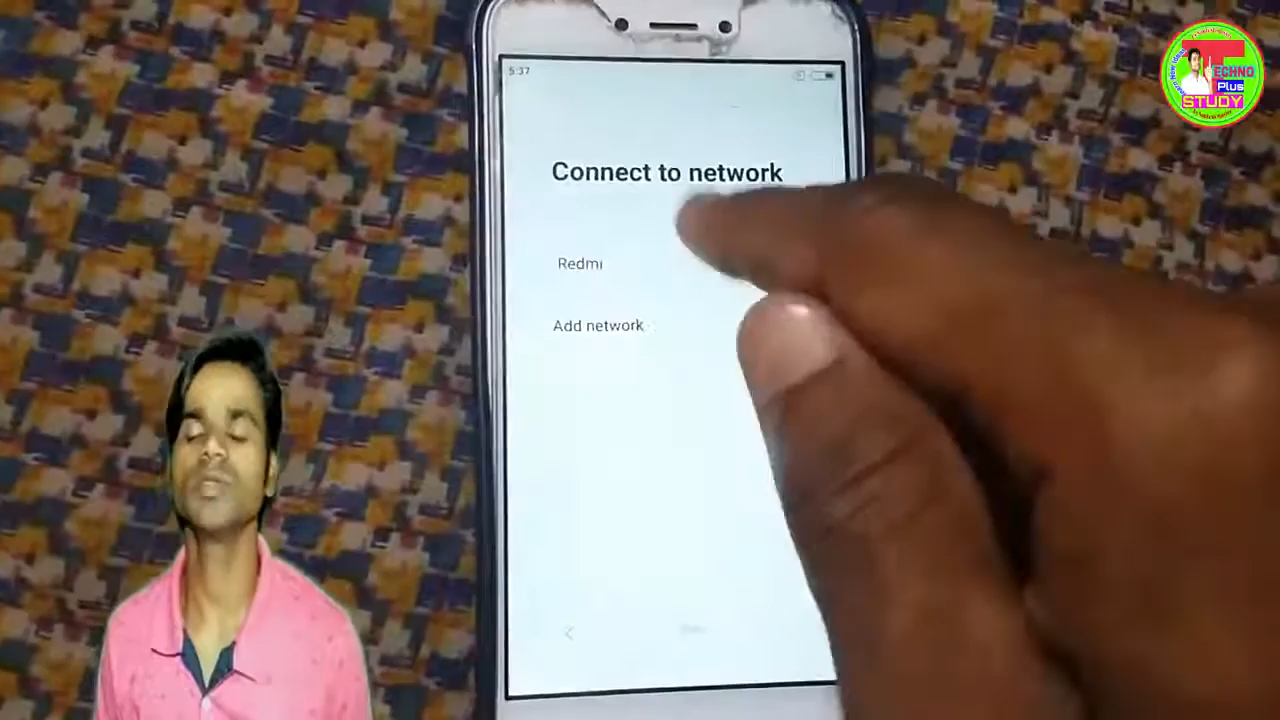 5:37
Connect to network
Redmi
Add network
TECHNO
Plus
STUDY